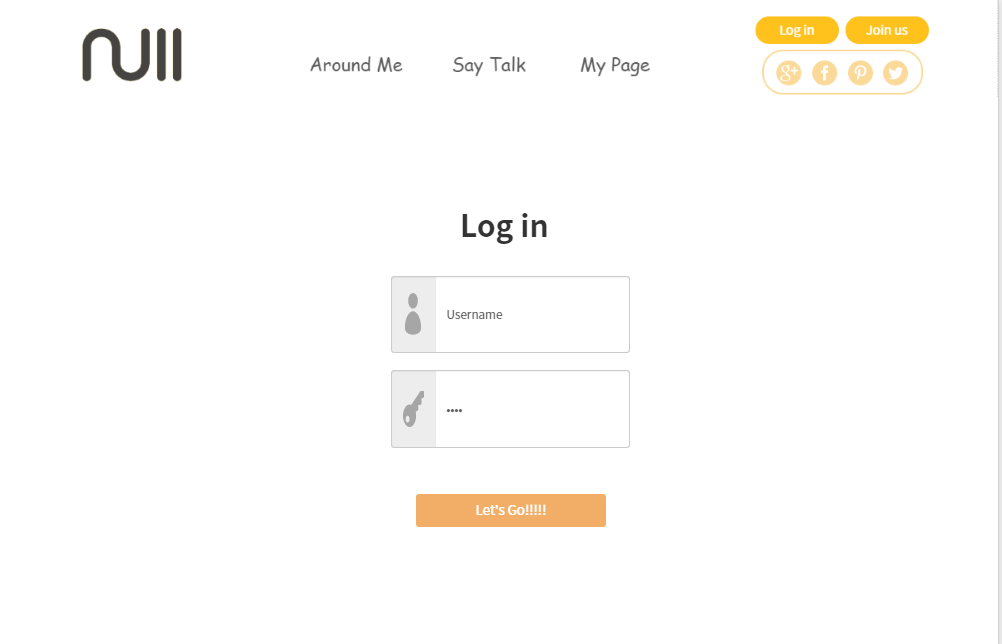 null
Log in
Join us
Around Me
Say Talk
My Page
g+
f
Log in
Username
••••
Let's Go!!!!!